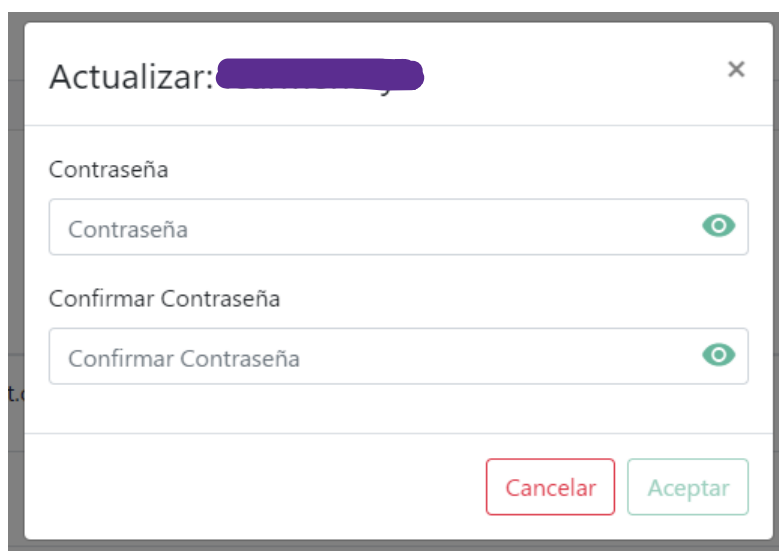 Actualizar:
×
Contraseña
Contraseña
Confirmar Contraseña
Confirmar Contraseña
Cancelar
Aceptar